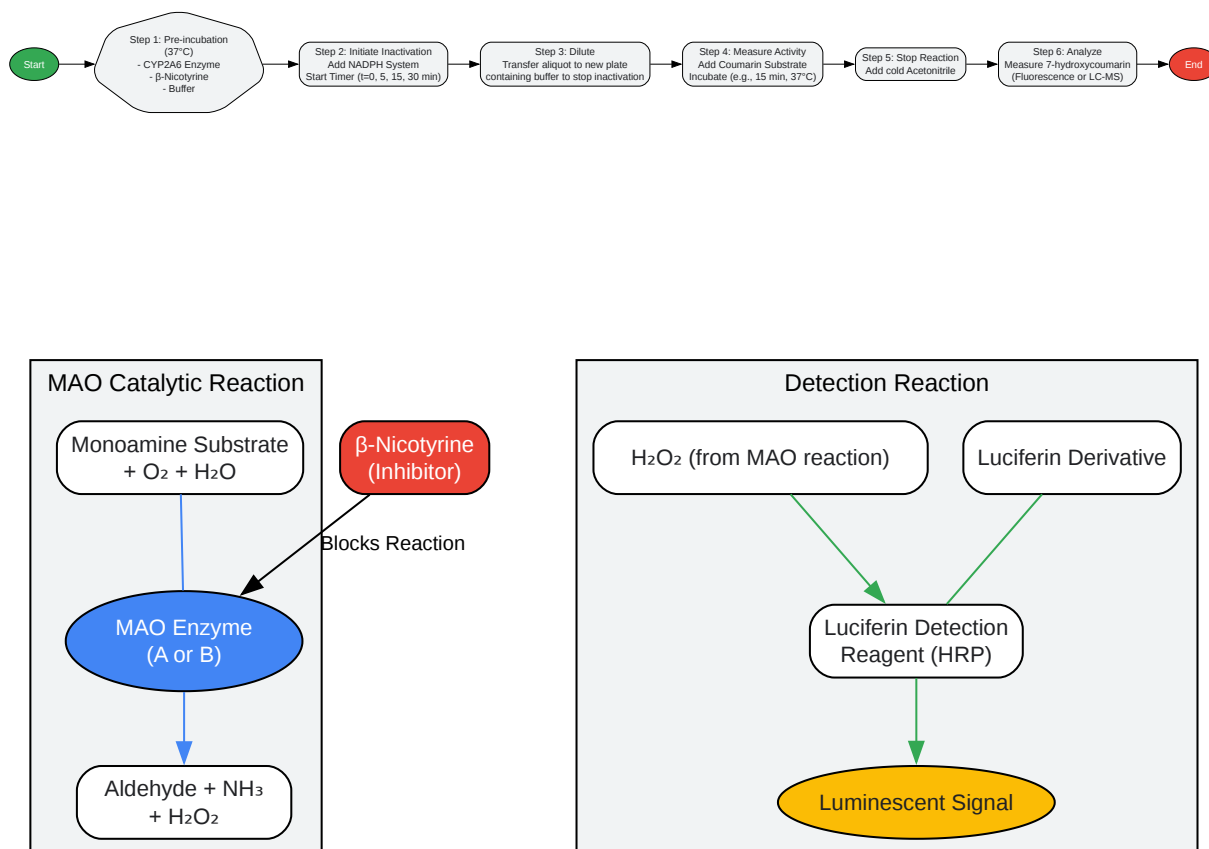 Start
Step 1: Pre-incubation
(37°C)
- CYP2A6 Enzyme
- β-Nicotyrine
- Buffer
Step 2: Initiate Inactivation
Add NADPH System
Start Timer (t=0, 5, 15, 30 min)
Step 3: Dilute
Transfer aliquot to new plate
containing buffer to stop inactivation
Step 4: Measure Activity
Add Coumarin Substrate
Incubate (e.g., 15 min, 37°C)
Step 5: Stop Reaction
Add cold Acetonitrile
Step 6: Analyze
Measure 7-hydroxycoumarin
(Fluorescence or LC-MS)
End
MAO Catalytic Reaction
Monoamine Substrate
+ O₂ + H₂O
β-Nicotyrine
(Inhibitor)
Blocks Reaction
MAO Enzyme
(A or B)
Aldehyde + NH₃
+ H₂O₂
Detection Reaction
H₂O₂ (from MAO reaction)
Luciferin Derivative
Luciferin Detection
Reagent (HRP)
Luminescent Signal